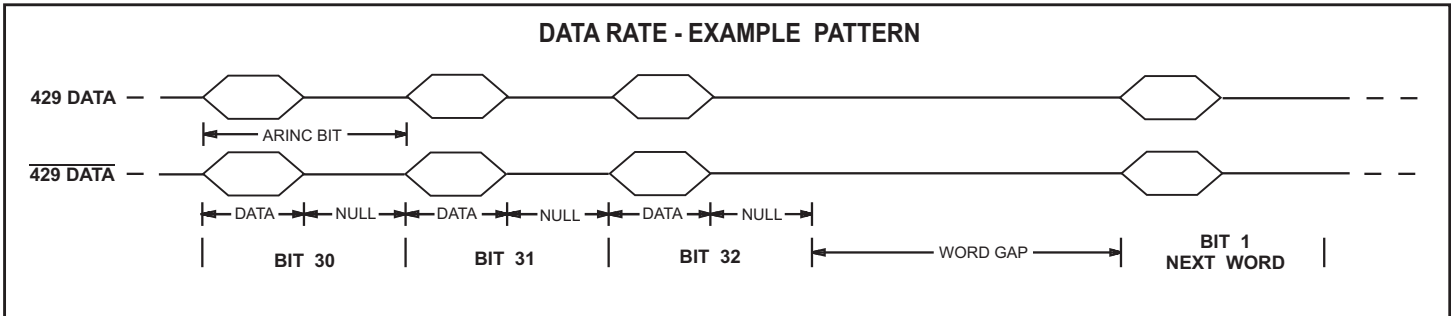 DATA RATE - EXAMPLE PATTERN
429 DATA
ARINC BIT
429 DATA
DATA NULL DATA NULL DATA NULL
BIT 30 BIT 31 BIT 32 WORD GAP BIT 1
NEXT WORD